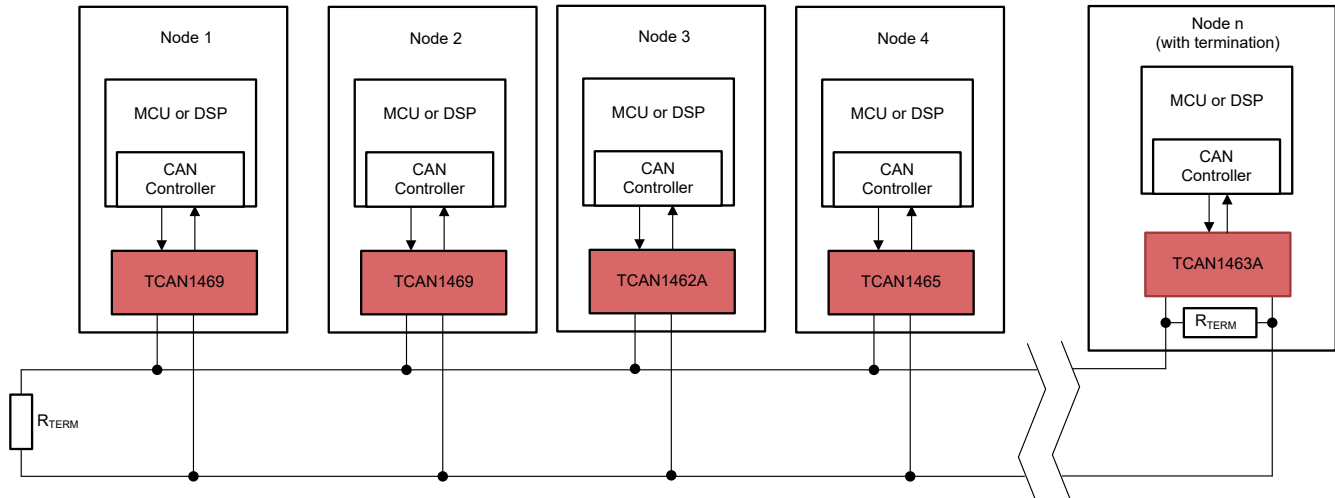 Node 1
MCU or DSP
CAN
Controller
TCAN1469
Node 2
MCU or DSP
CAN
Controller
TCAN1469
Node 3
MCU or DSP
CAN
Controller
TCAN1462A
Node 4
MCU or DSP
CAN
Controller
TCAN1465
Node n
(with termination)
MCU or DSP
CAN
Controller
TCAN1463A
RTERM
RTERM